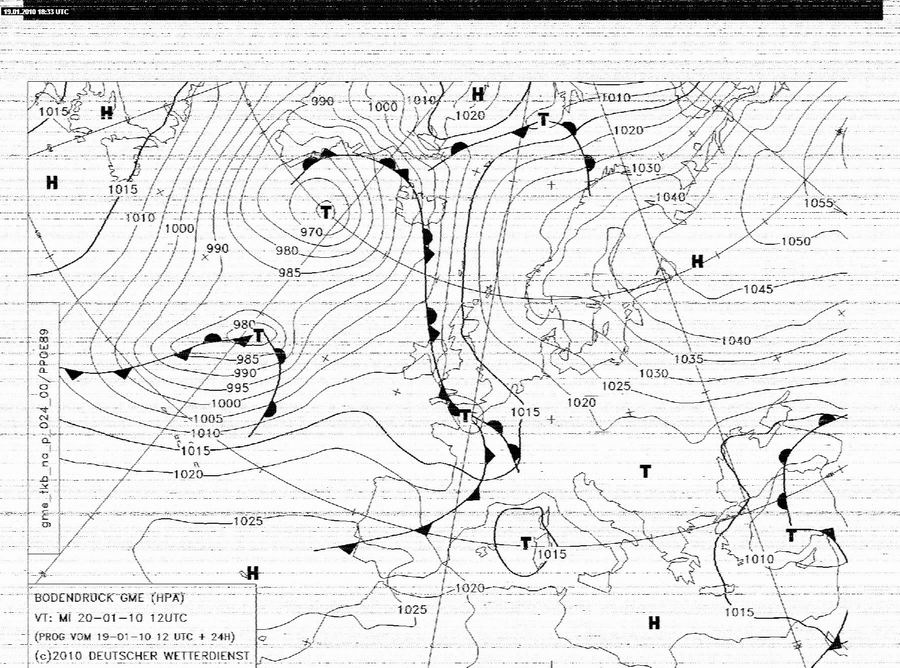 19.01.2010 18:33 UTC
990
1000
1010
H
1010
1015
H
1020
T
1020
H
1030
1015
1040
1055
1010
T
1000
970
1050
990
980
H
985
1045
980
T
1040
985
1035
990
1030
995
1025
1000
1020
T
1015
1005
1010
1015
1020
T
1025
T
T
1015
1010
H
1020
1025
1015
H
gme_tkb_na_p_024_00/PPGE89
BODENDRUCK GME (HPA)
VT: MI 20-01-10 12UTC
(PROG VOM 19-01-10 12 UTC + 24H)
(c)2010 DEUTSCHER WETTERDIENST